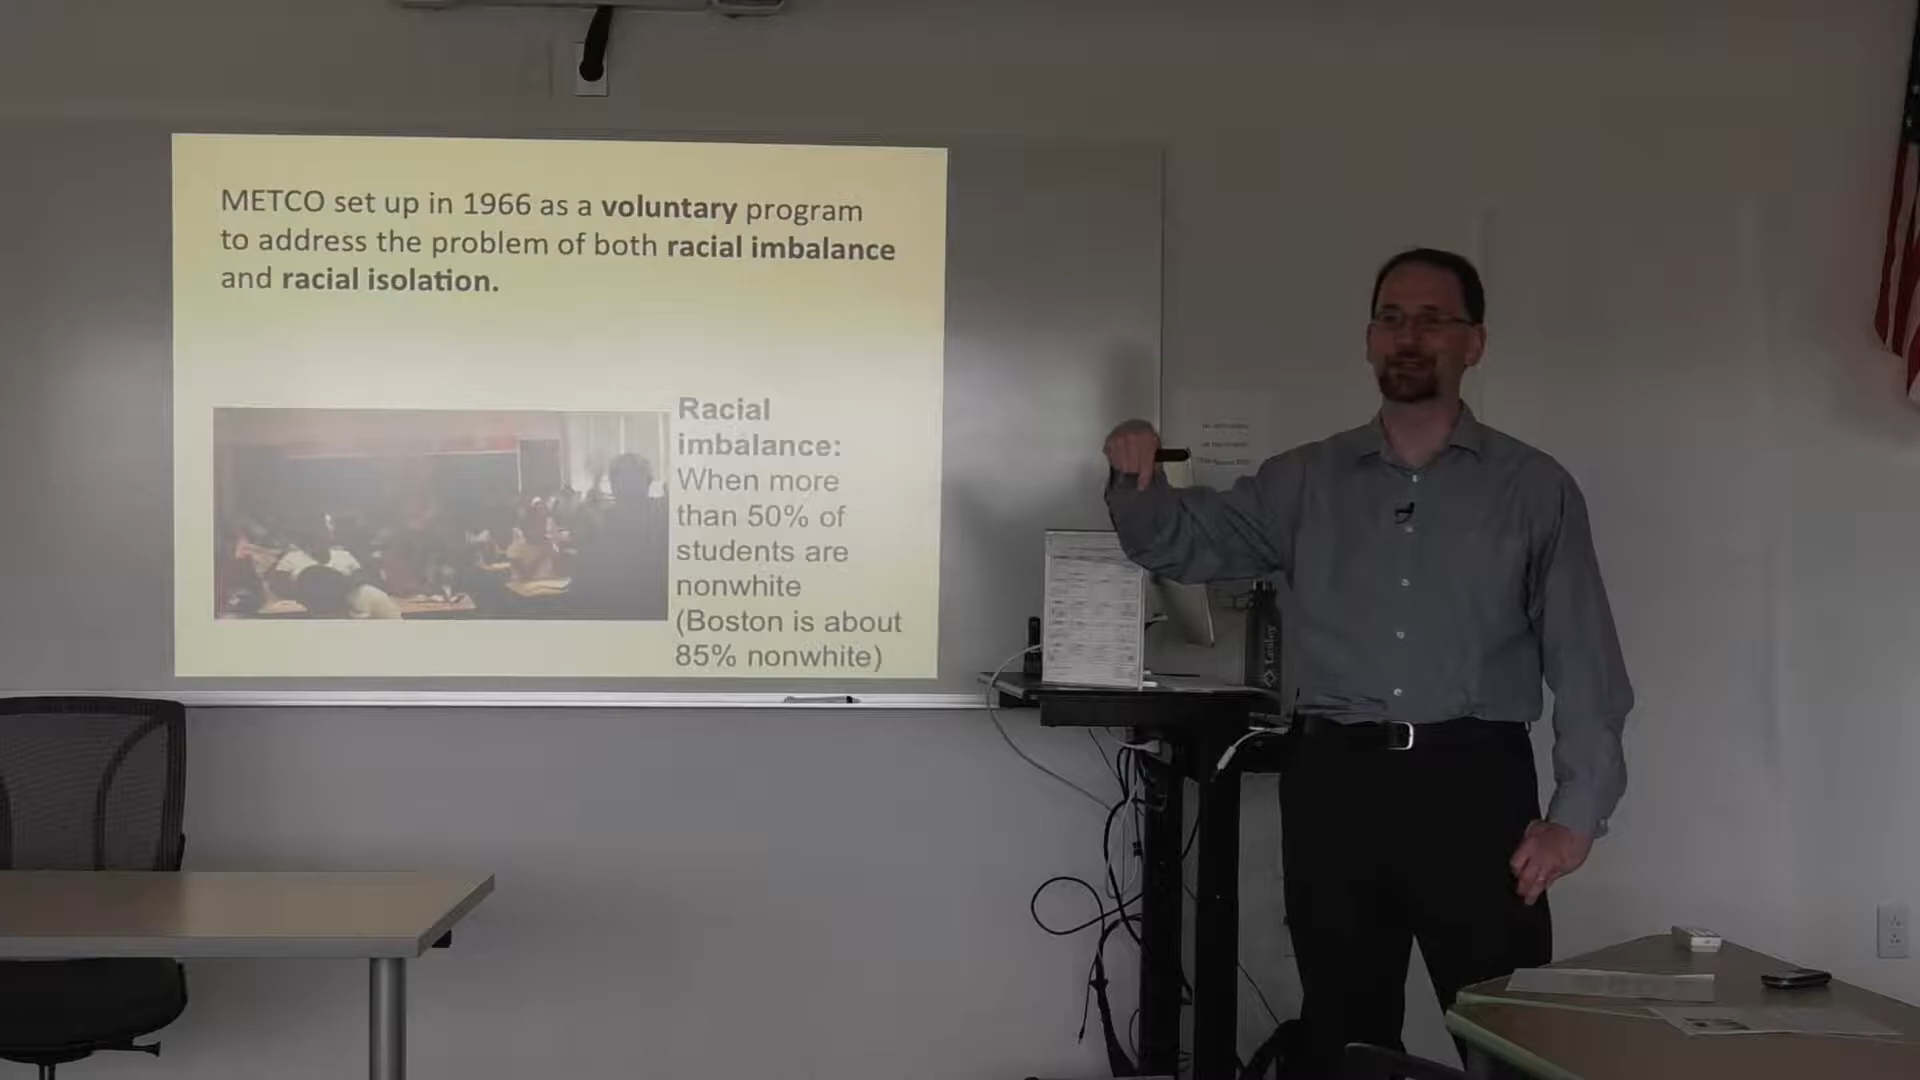 METCO set up in 1966 as a voluntary program
to address the problem of both racial imbalance
and racial isolation.
Racial
imbalance:
When more
than 50% of
students are
nonwhite
(Boston is about
85% nonwhite)
Lesley